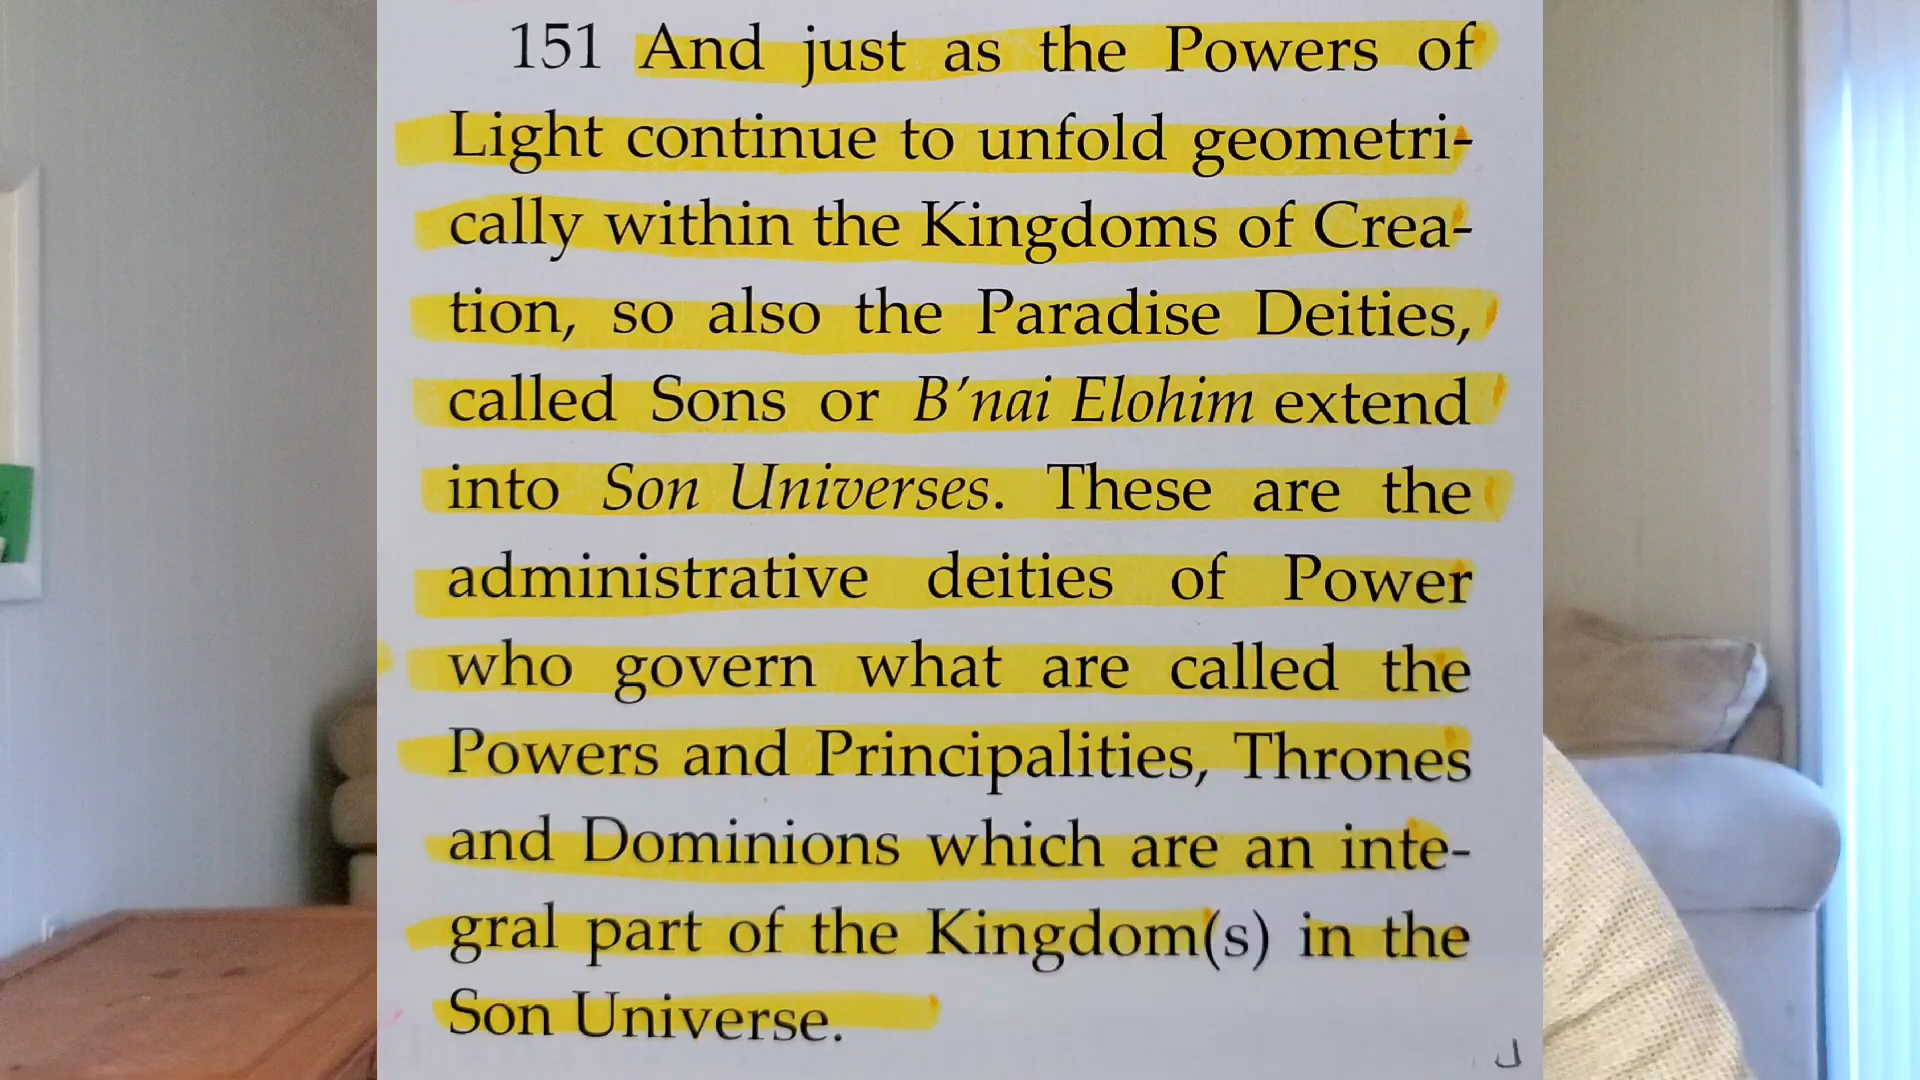 151 And just as the Powers of
Light continue to unfold geometri-
cally within the Kingdoms of Crea-
tion, so also the Paradise Deities,
called Sons or B'nai Elohim extend
into Son Universes. These are the
administrative deities of Power
who govern what are called the
Powers and Principalities, Thrones
and Dominions which are an inte-
gral part of the Kingdom(s) in the
Son Universe.